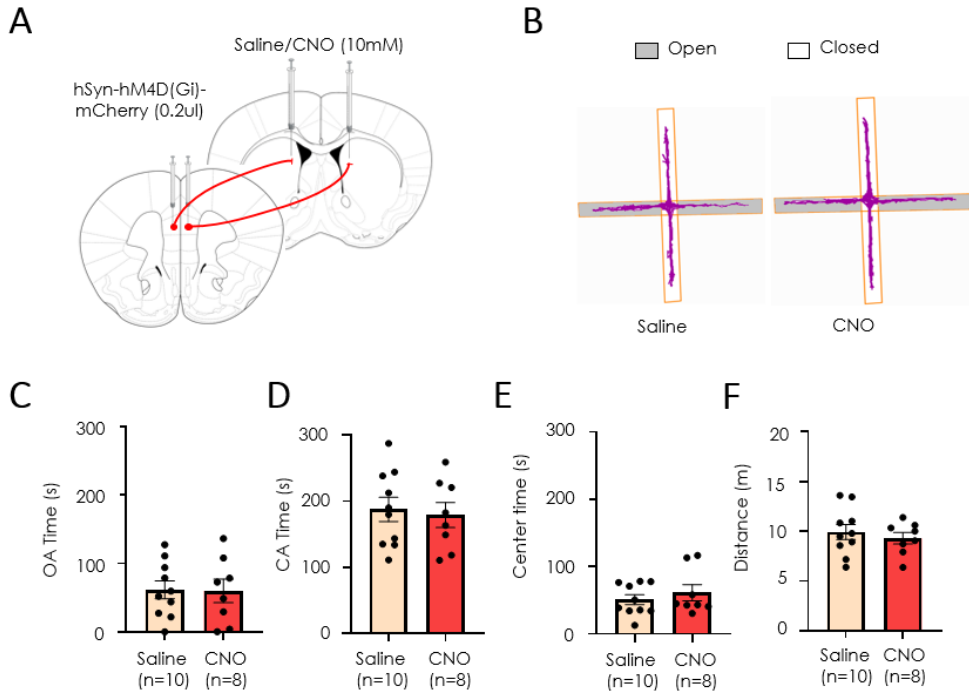 A
Saline/CNO (10mM)
hSyn-hM4D(Gi)-
mCherry (0.2ul)
B
Open
Closed
Saline
CNO
C
OA Time (s)
300
200
100
0
Saline
(n=10)
CNO
(n=8)
D
CA Time (s)
300
200
100
0
Saline
(n=10)
CNO
(n=8)
E
Center time (s)
300
200
100
0
Saline
(n=10)
CNO
(n=8)
F
Distance (m)
20
15
10
5
0
Saline
(n=10)
CNO
(n=8)